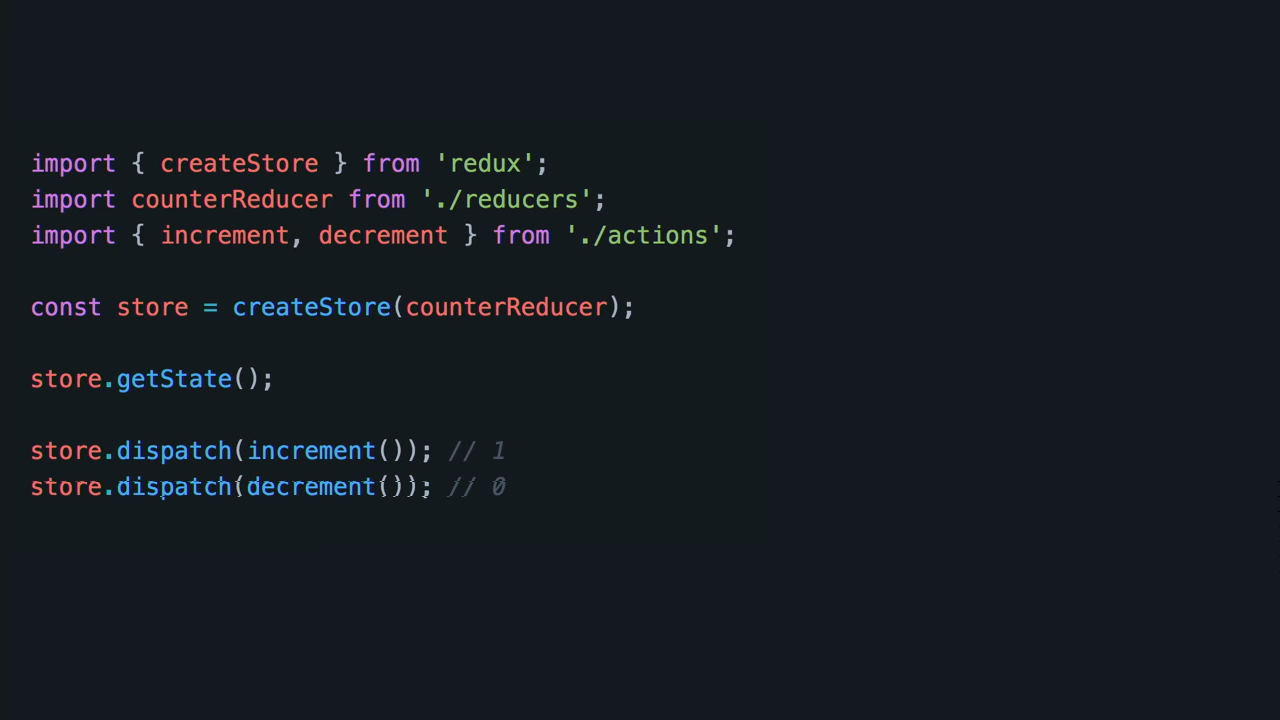 import { createStore } from 'redux';
import counterReducer from './reducers';
import { increment, decrement } from './actions';
const store = createStore(counterReducer);
store.getState();
store.dispatch(increment()); // 1
store.dispatch(decrement()); // 0